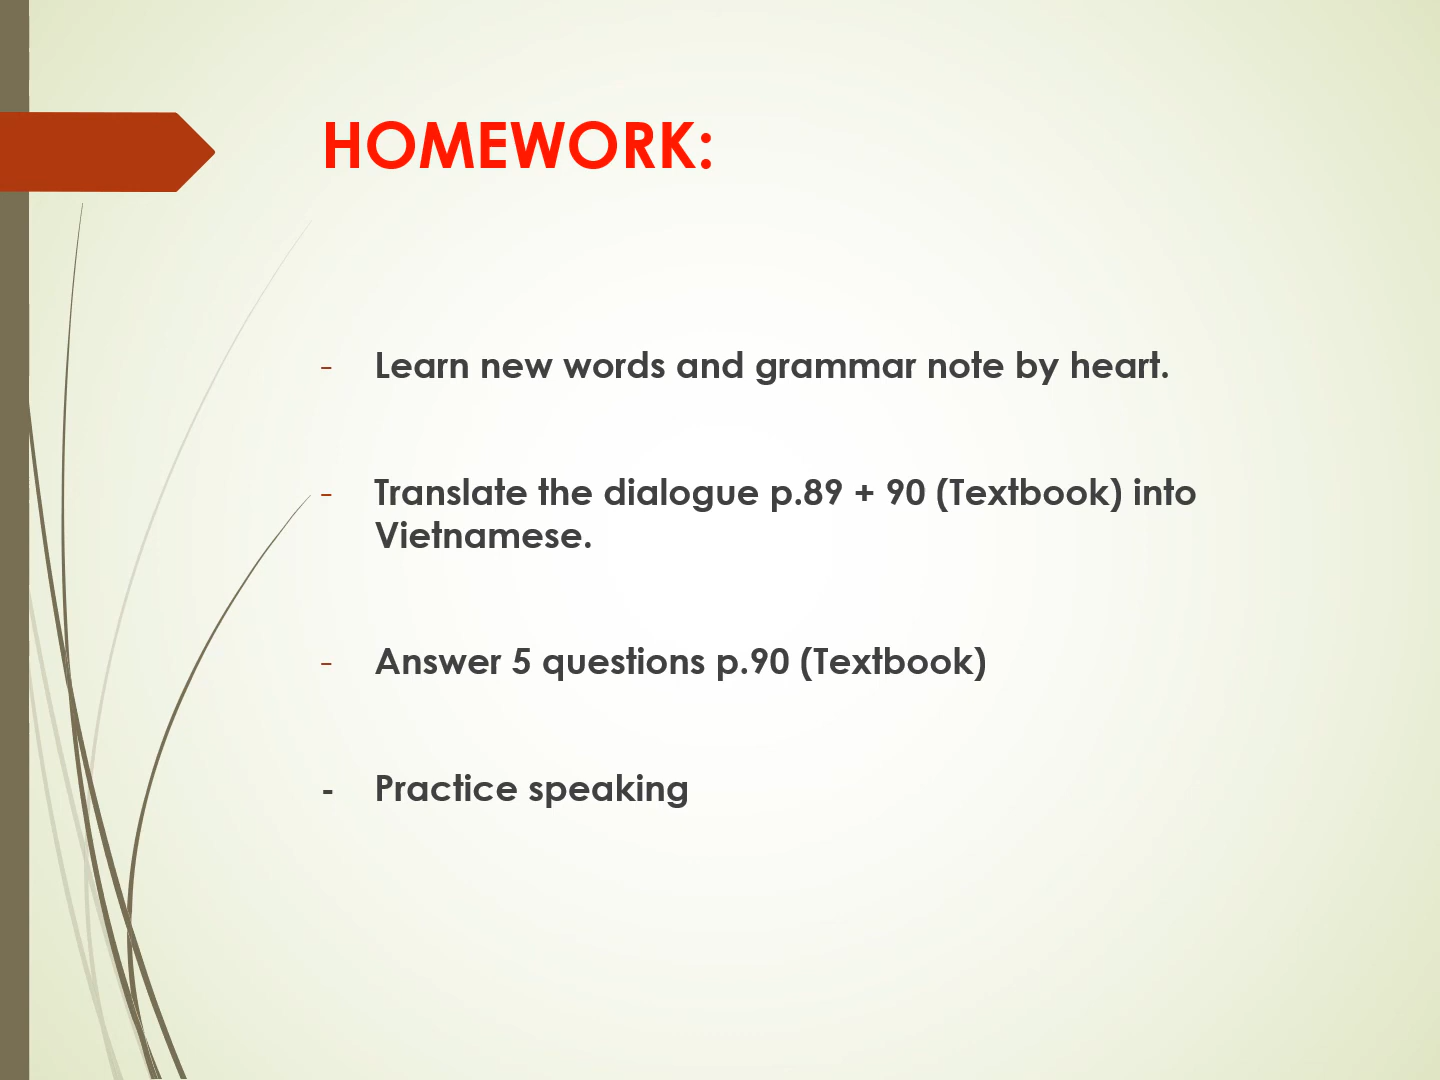 HOMEWORK:
- Learn new words and grammar note by heart.
- Translate the dialogue p.89 + 90 (Textbook) into
Vietnamese.
- Answer 5 questions p.90 (Textbook)
- Practice speaking